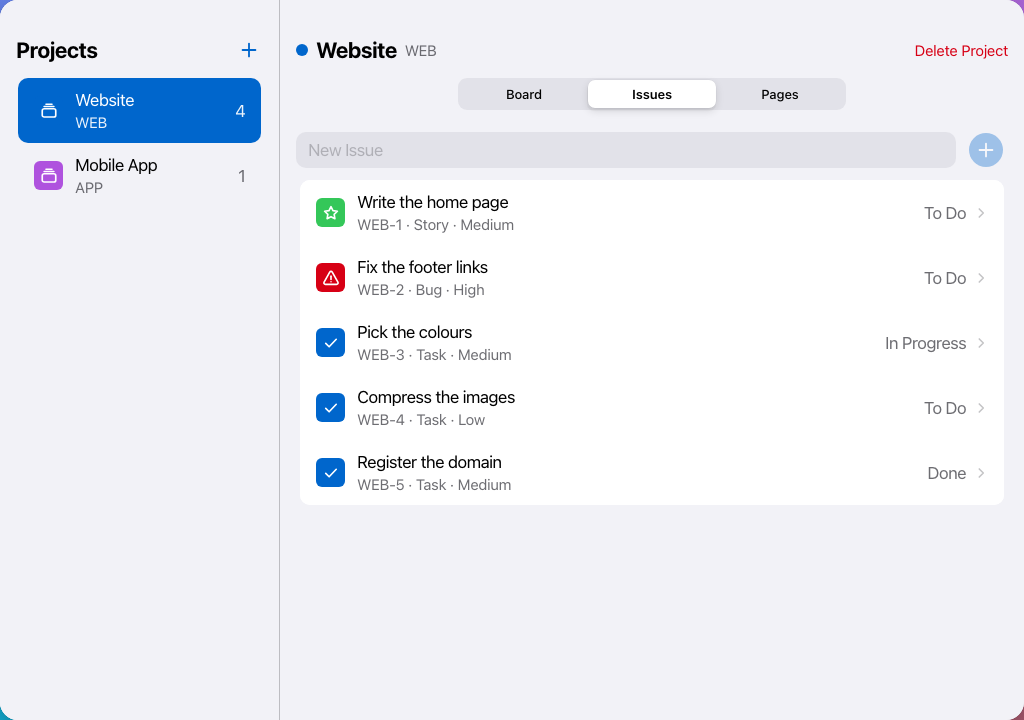 Projects
Website
WEB
4
Mobile App
APP
1
Website WEB
Delete Project
Board Issues Pages
New Issue
Write the home page
WEB-1 · Story · Medium
To Do
Fix the footer links
WEB-2 · Bug · High
To Do
Pick the colours
WEB-3 · Task · Medium
In Progress
Compress the images
WEB-4 · Task · Low
To Do
Register the domain
WEB-5 · Task · Medium
Done